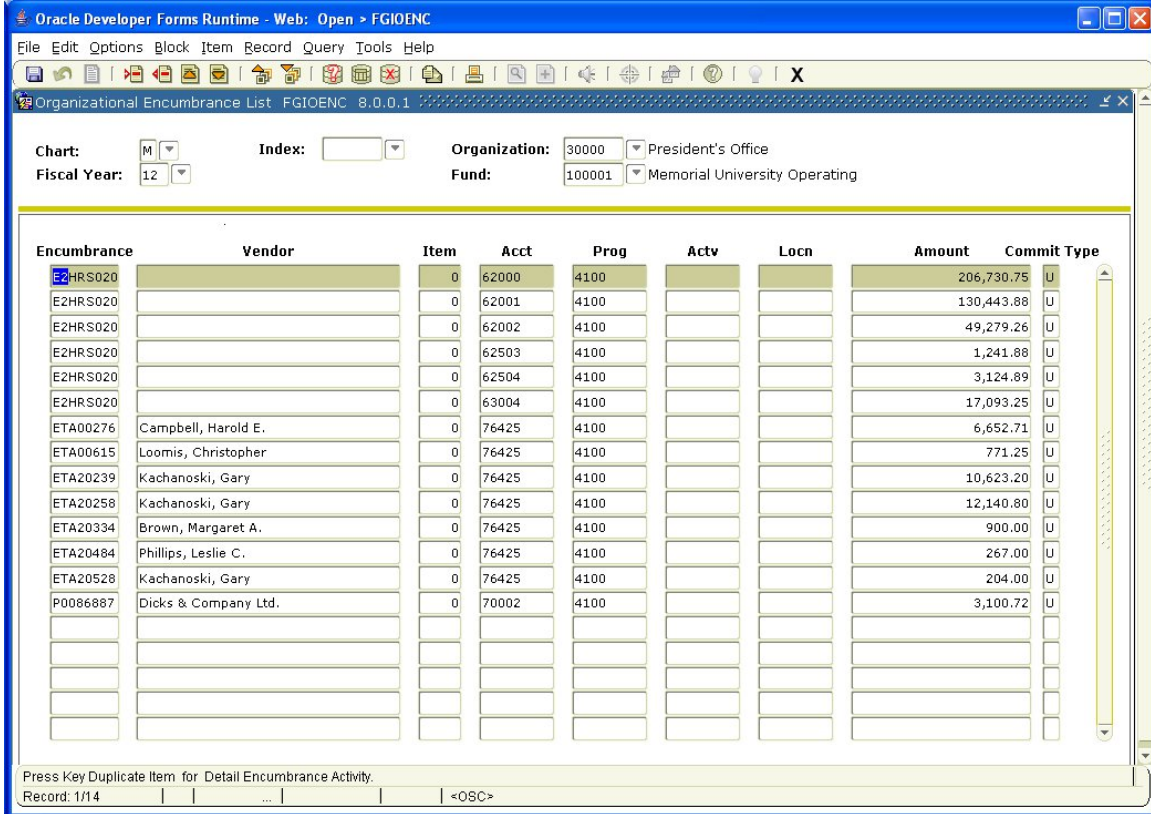 Oracle Developer Forms Runtime - Web: Open > FGIOENC
File Edit Options Block Item Record Query Tools Help
Organizational Encumbrance List FGIOENC 8.0.0.1
Chart: M Index: Organization: 30000 President's Office
Fiscal Year: 12 Fund: 100001 Memorial University Operating
Encumbrance Vendor Item Acct Prog Actv Locn Amount Commit Type
E2HRS020 0 62000 4100 206,730.75 U
E2HRS020 0 62001 4100 130,443.88 U
E2HRS020 0 62002 4100 49,279.26 U
E2HRS020 0 62503 4100 1,241.88 U
E2HRS020 0 62504 4100 3,124.89 U
E2HRS020 0 63004 4100 17,093.25 U
ETA00276 Campbell, Harold E. 0 76425 4100 6,652.71 U
ETA00615 Loomis, Christopher 0 76425 4100 771.25 U
ETA20239 Kachanoski, Gary 0 76425 4100 10,623.20 U
ETA20258 Kachanoski, Gary 0 76425 4100 12,140.80 U
ETA20334 Brown, Margaret A. 0 76425 4100 900.00 U
ETA20484 Phillips, Leslie C. 0 76425 4100 267.00 U
ETA20528 Kachanoski, Gary 0 76425 4100 204.00 U
P0086887 Dicks & Company Ltd. 0 70002 4100 3,100.72 U
Press Key Duplicate Item for Detail Encumbrance Activity.
Record: 1/14 ... <OSC>